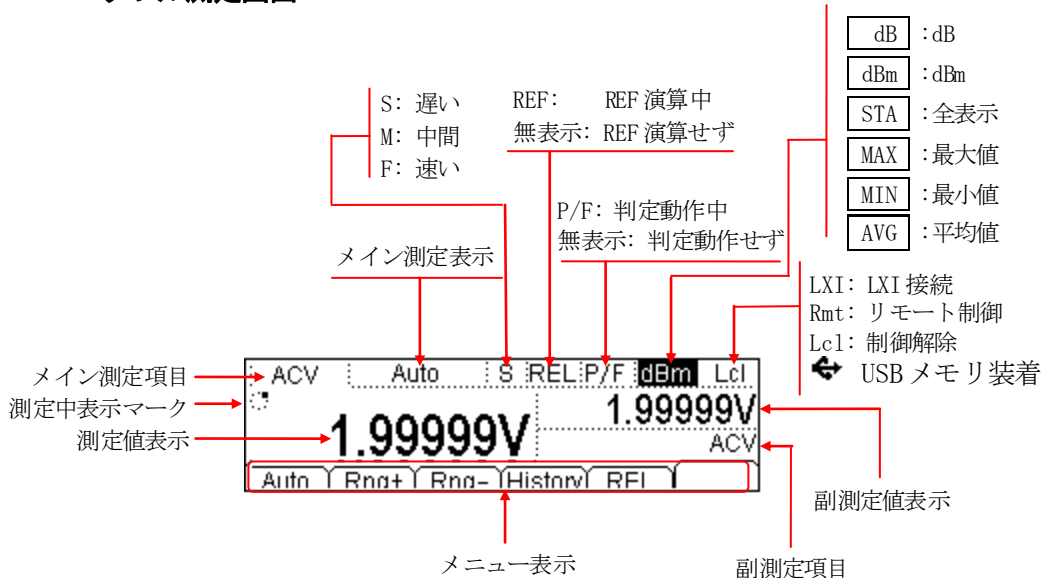 dB :dB
dBm :dBm
STA :全表示
MAX :最大値
MIN :最小値
AVG :平均値
S: 遅い
M: 中間
F: 速い
REF: REF 演算中
無表示: REF 演算せず
P/F: 判定動作中
無表示: 判定動作せず
メイン測定表示
LXI: LXI 接続
Rmt: リモート制御
Lcl: 制御解除
USB メモリ装着
メイン測定項目
測定中表示マーク
測定値表示
ACV Auto S REL P/F dBm Lcl
1.99999V
1.99999V
ACV
Auto Rng+ Rng- History REL
副測定値表示
メニュー表示
副測定項目